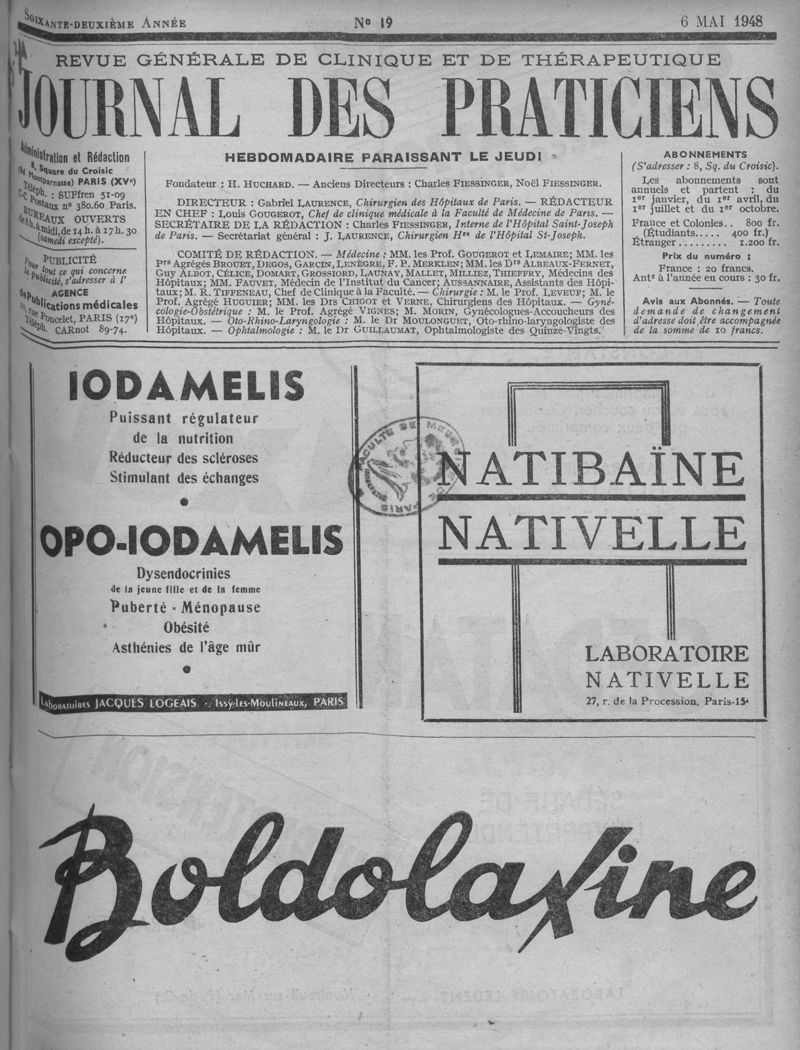 SOIXANTE-DEUXIÈME ANNÉE
No 19
6 MAI 1948
REVUE GÉNÉRALE DE CLINIQUE ET DE THÉRAPEUTIQUE
JOURNAL DES PRATICIENS
Administration et Rédaction
8, Square du Croisic
(Bd Montparnasse) PARIS (XVe)
Téléph. : SUFfren 51-09
C-C Postaux no 380.60 Paris.
BUREAUX OUVERTS
de 8 h. à midi, de 14 h. à 17 h. 30
(samedi excepté).
PUBLICITÉ
Pour tout ce qui concerne
la Publicité, s'adresser à l'
AGENCE
des Publications médicales
rue Poncelet, PARIS (17e)
Téléph. CARnot 89-74.
HEBDOMADAIRE PARAISSANT LE JEUDI
Fondateur : H. HUCHARD. — Anciens Directeurs : Charles FIESSINGER, Noël FIESSINGER.
DIRECTEUR : Gabriel LAURENCE, Chirurgien des Hôpitaux de Paris. — RÉDACTEUR
EN CHEF : Louis GOUGEROT, Chef de clinique médicale à la Faculté de Médecine de Paris. —
SECRÉTAIRE DE LA RÉDACTION : Charles FIESSINGER, Interne de l'Hôpital Saint-Joseph
de Paris. — Secrétariat général : J. LAURENCE, Chirurgien Hre de l'Hôpital St-Joseph.
COMITÉ DE RÉDACTION. — Médecine : MM. les Prof. GOUGEROT et LEMAIRE; MM. les
Prs Agrégés BROUET, DEGOS, GARCIN, LENÈGRE, F. P. MERKLEN; MM. les Drs ALBEAUX-FERNET,
Guy ALBOT, CÉLICE, DOMART, GROSSIORD, LAUNAY, MALLET, MILLIEZ, THIEFFRY, Médecins des
Hôpitaux; MM. FAUVET, Médecin de l'Institut du Cancer; AUSSANNAIRE, Assistants des Hôpi-
taux; M. R. TIFFENEAU, Chef de Clinique à la Faculté. — Chirurgie : M. le Prof. LEVEUF; M. le
Prof. Agrégé HUGUIER; MM. les Drs CHIGOT et VERNE, Chirurgiens des Hôpitaux. — Gyné-
cologie-Obstétrique : M. le Prof. Agrégé VIGNES; M. MORIN, Gynécologues-Accoucheurs des
Hôpitaux. — Oto-Rhino-Laryngologie : M. le Dr MOULONGUET, Oto-rhino-laryngologiste des
Hôpitaux. — Ophtalmologie : M. le Dr GUILLAUMAT, Ophtalmologiste des Quinze-Vingts.
ABONNEMENTS
(S'adresser : 8, Sq. du Croisic).
Les abonnements sont
annuels et partent : du
1er janvier, du 1er avril, du
1er juillet et du 1er octobre.
France et Colonies.. 800 fr.
(Étudiants..... 400 fr.)
Étranger ......... 1.200 fr.
Prix du numéro :
France : 20 francs.
Antr à l'année en cours : 30 fr.
Avis aux Abonnés. — Toute
demande de changement
d'adresse doit être accompagnée
de la somme de 10 francs.
IODAMELIS
Puissant régulateur
de la nutrition
Réducteur des scléroses
Stimulant des échanges
OPO-IODAMELIS
Dysendocrinies
de la jeune fille et de la femme
Puberté - Ménopause
Obésité
Asthénies de l'âge mûr
LABORATOIRES JACQUES LOGEAIS - ISSY-LES-MOULINEAUX, PARIS
FACULTÉ DE MEDECINE DE PARIS
NATIBAÏNE
NATIVELLE
LABORATOIRE
NATIVELLE
27, r. de la Procession, Paris-15e
Boldolaxine